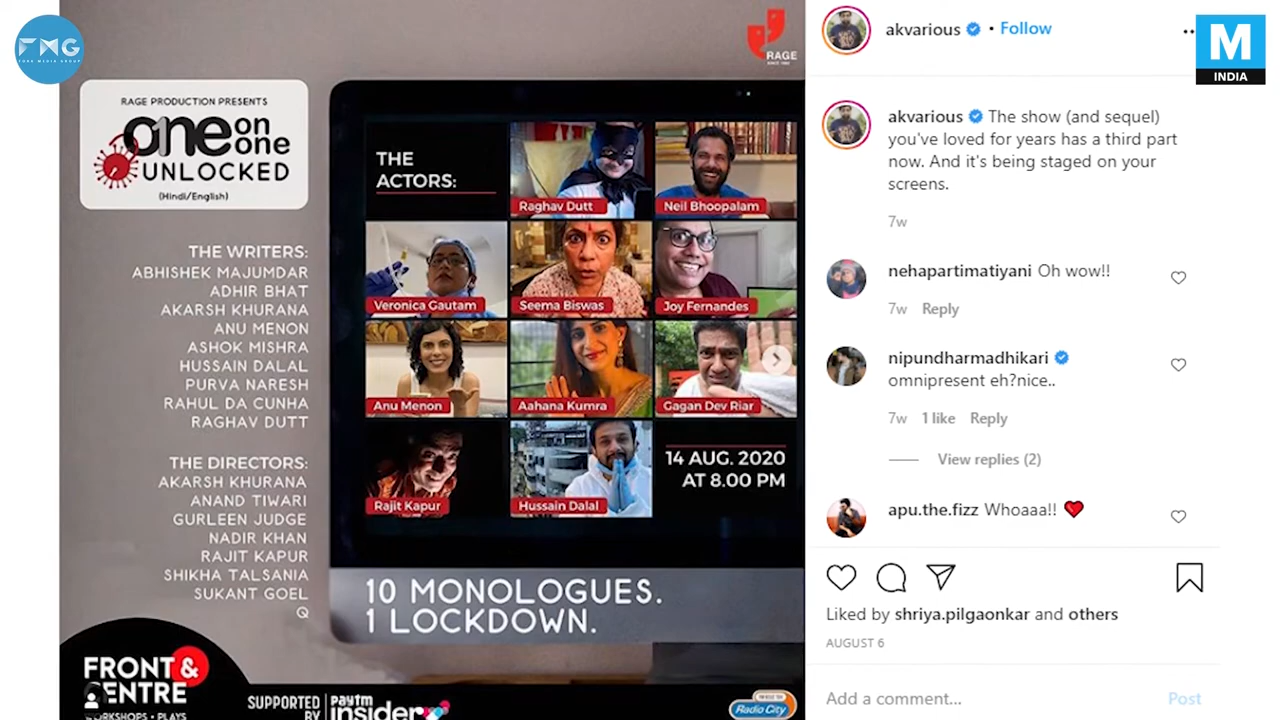 FMG
FORK MEDIA GROUP
RAGE
SINCE 1992
RAGE PRODUCTION PRESENTS
one on
one
UNLOCKED
(Hindi/English)
THE WRITERS:
ABHISHEK MAJUMDAR
ADHIR BHAT
AKARSH KHURANA
ANU MENON
ASHOK MISHRA
HUSSAIN DALAL
PURVA NARESH
RAHUL DA CUNHA
RAGHAV DUTT
THE DIRECTORS:
AKARSH KHURANA
ANAND TIWARI
GURLEEN JUDGE
NADIR KHAN
RAJIT KAPUR
SHIKHA TALSANIA
SUKANT GOEL
Q
THE
ACTORS:
Raghav Dutt
Neil Bhoopalam
Veronica Gautam
Seema Biswas
Joy Fernandes
Anu Menon
Aahana Kumra
Gagan Dev Riar
Rajit Kapur
Hussain Dalal
14 AUG. 2020
AT 8.00 PM
10 MONOLOGUES.
1 LOCKDOWN.
FRONT&
CENTRE
WORKSHOPS • PLAYS
SUPPORTED
BY
paytm
insider
Radio City
akvarious • Follow
M
INDIA
akvarious The show (and sequel)
you've loved for years has a third part
now. And it's being staged on your
screens.
7w
nehapartimatiyani Oh wow!!
7w Reply
nipundharmadhikari
omnipresent eh?nice..
7w 1 like Reply
View replies (2)
apu.the.fizz Whoaaa!! ❤
Liked by shriya.pilgaonkar and others
AUGUST 6
Add a comment... Post